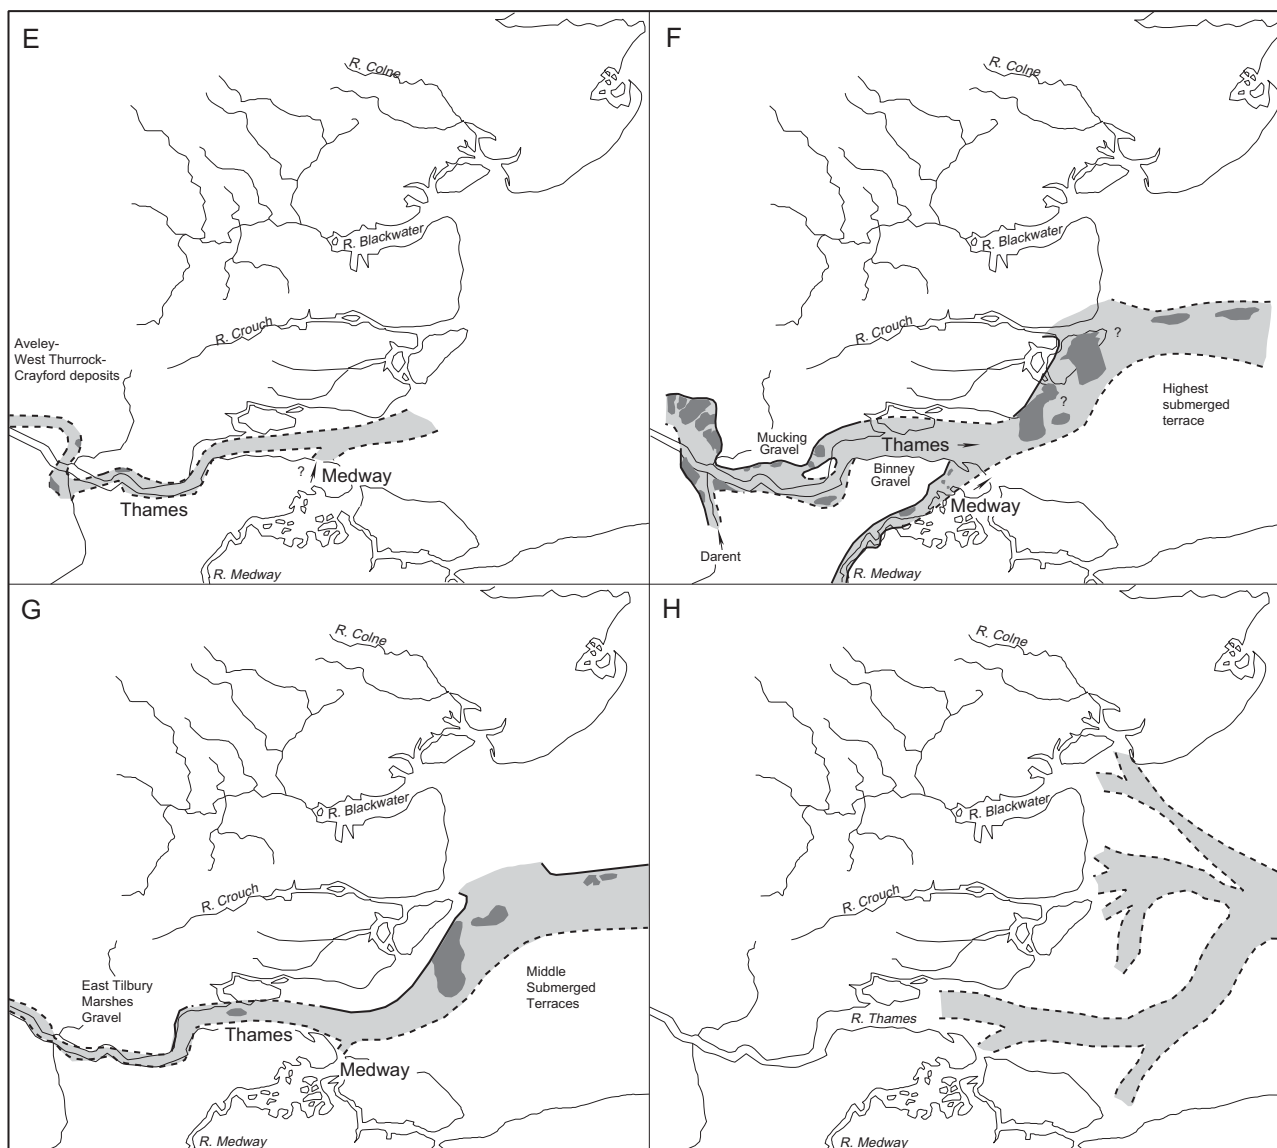 E
R. Colne
R. Blackwater
R. Crouch
Aveley-
West Thurrock-
Crayford deposits
?
Medway
Thames
R. Medway
F
R. Colne
R. Blackwater
R. Crouch
?
Highest
submerged
terrace
?
Mucking
Gravel
Thames
Binney
Gravel
Medway
Darent
R. Medway
G
R. Colne
R. Blackwater
R. Crouch
East Tilbury
Marshes
Gravel
Middle
Submerged
Terraces
Thames
Medway
R. Medway
H
R. Colne
R. Blackwater
R. Crouch
R. Thames
R. Medway